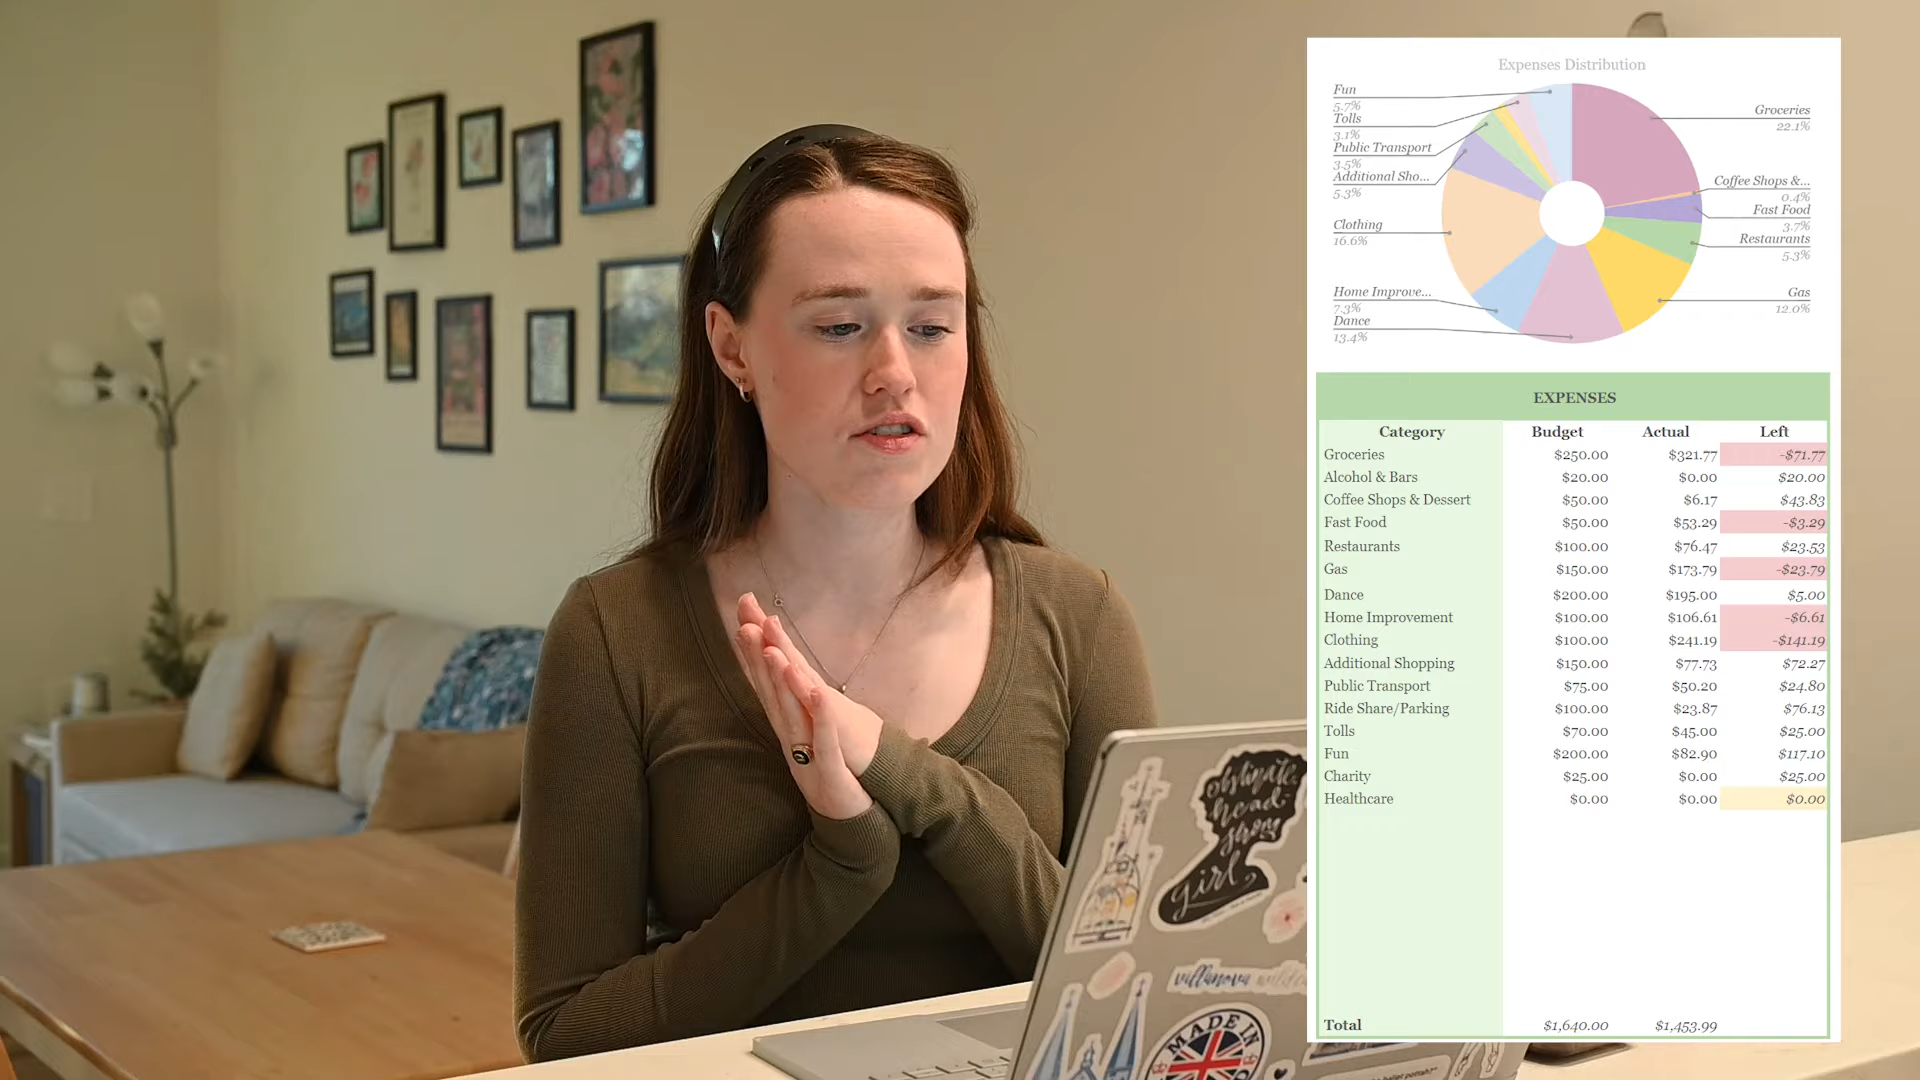 Expenses Distribution
Fun
5.7%
Tolls
3.1%
Public Transport
3.5%
Additional Sho...
5.3%
Clothing
16.6%
Home Improve...
7.3%
Dance
13.4%
Groceries
22.1%
Coffee Shops &...
0.4%
Fast Food
3.7%
Restaurants
5.3%
Gas
12.0%
EXPENSES
Category Budget Actual Left
Groceries $250.00 $321.77 -$71.77
Alcohol & Bars $20.00 $0.00 $20.00
Coffee Shops & Dessert $50.00 $6.17 $43.83
Fast Food $50.00 $53.29 -$3.29
Restaurants $100.00 $76.47 $23.53
Gas $150.00 $173.79 -$23.79
Dance $200.00 $195.00 $5.00
Home Improvement $100.00 $106.61 -$6.61
Clothing $100.00 $241.19 -$141.19
Additional Shopping $150.00 $77.73 $72.27
Public Transport $75.00 $50.20 $24.80
Ride Share/Parking $100.00 $23.87 $76.13
Tolls $70.00 $45.00 $25.00
Fun $200.00 $82.90 $117.10
Charity $25.00 $0.00 $25.00
Healthcare $0.00 $0.00 $0.00
Total $1,640.00 $1,453.99
obstinate,
head-
strong
girl
villanova
MADE IN